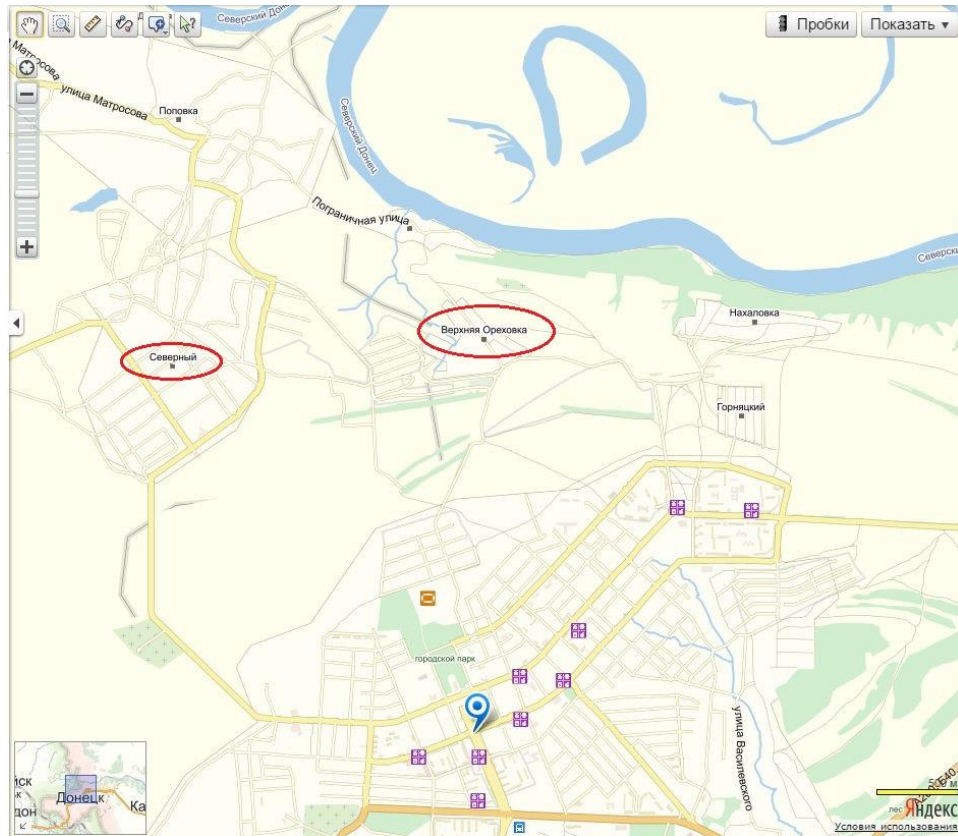 Северский Донец
Пробки
Показать
Матросова
улица Матросова
Поповка
Северский Донец
Пограничная улица
Верхняя Ореховка
Нахаловка
Северный
Горняцкий
городской парк
улица Василевского
Донецк
Яндекс
Условия использования